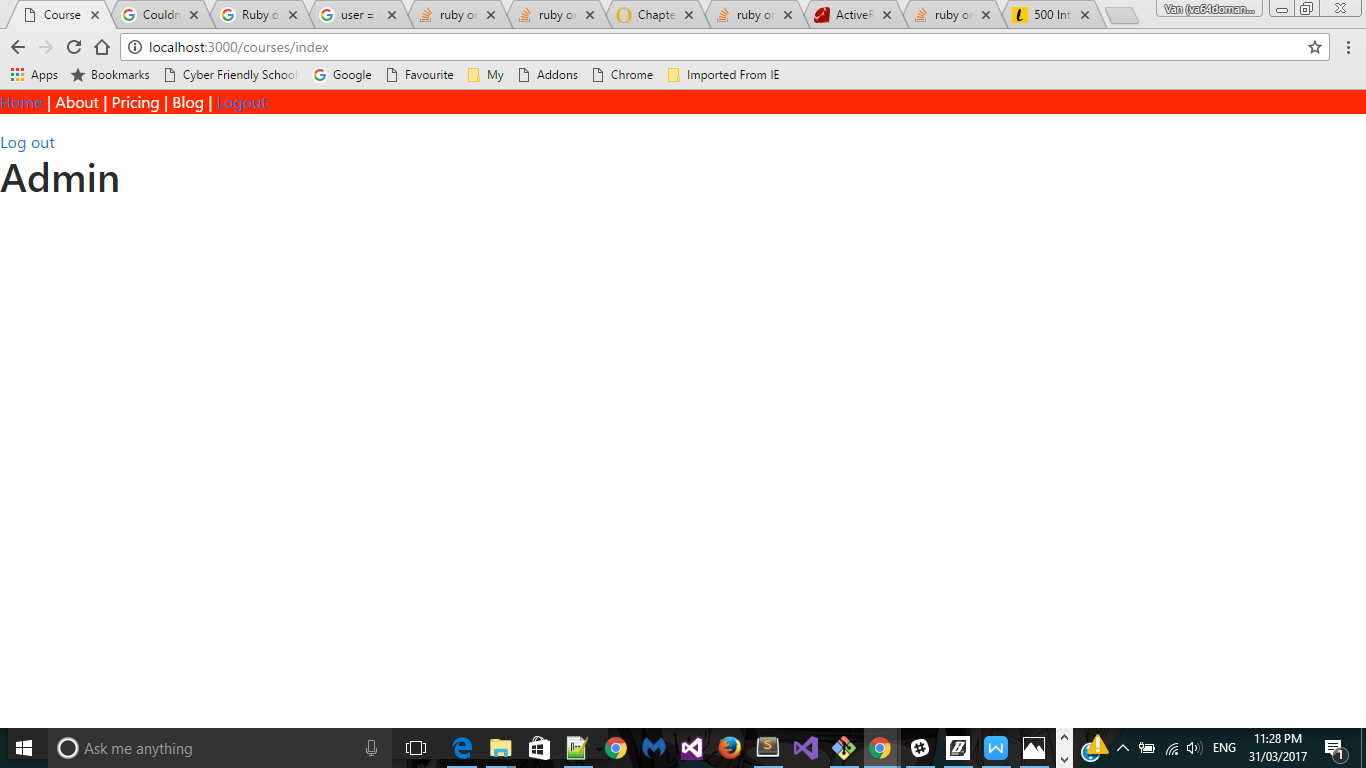 Course
Couldn
Ruby o
user =
ruby or
ruby or
Chapte
ruby or
ActiveR
ruby or
500 Int
Van (va64doman...
localhost:3000/courses/index
Apps
Bookmarks
Cyber Friendly School
Google
Favourite
My
Addons
Chrome
Imported From IE
Home | About | Pricing | Blog | Logout
Log out
Admin
Ask me anything
ENG
11:28 PM
31/03/2017
1